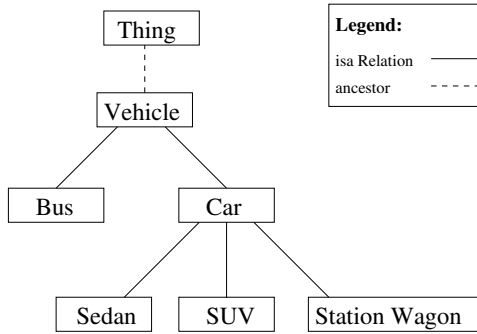 Thing
Legend:
isa Relation
ancestor
Vehicle
Bus
Car
Sedan
SUV
Station Wagon